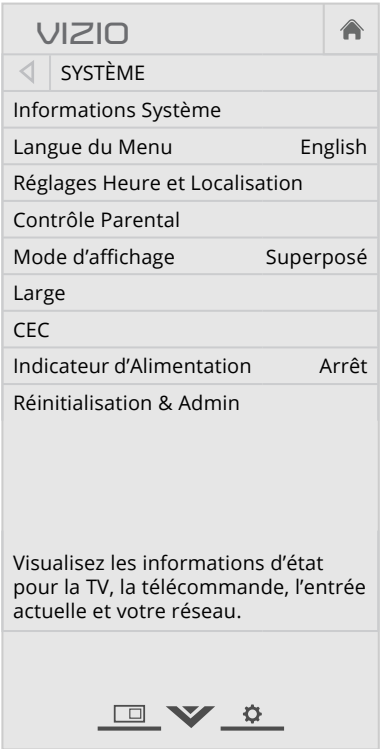 VIZIO
SYSTÈME
Informations Système
Langue du Menu English
Réglages Heure et Localisation
Contrôle Parental
Mode d’affichage Superposé
Large
CEC
Indicateur d’Alimentation Arrêt
Réinitialisation & Admin
Visualisez les informations d’état
pour la TV, la télécommande, l’entrée
actuelle et votre réseau.